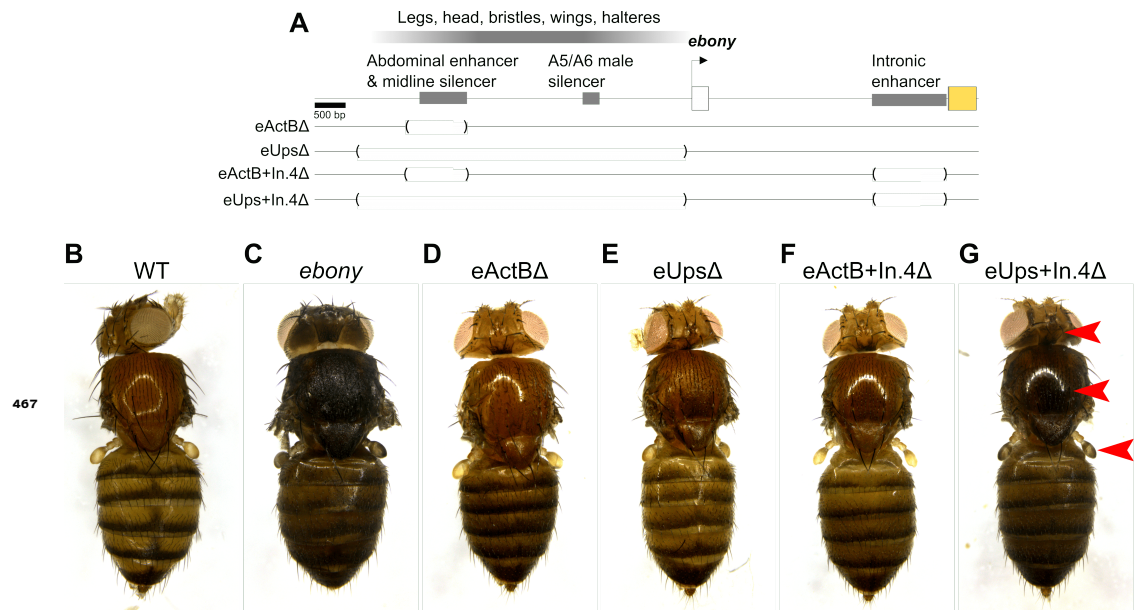 A
Legs, head, bristles, wings, halteres
ebony
Abdominal enhancer
& midline silencer
A5/A6 male
silencer
Intronic
enhancer
500 bp
eActBΔ
eUpsΔ
eActB+In.4Δ
eUps+In.4Δ
B
WT
C
ebony
D
eActBΔ
E
eUpsΔ
F
eActB+In.4Δ
G
eUps+In.4Δ
467